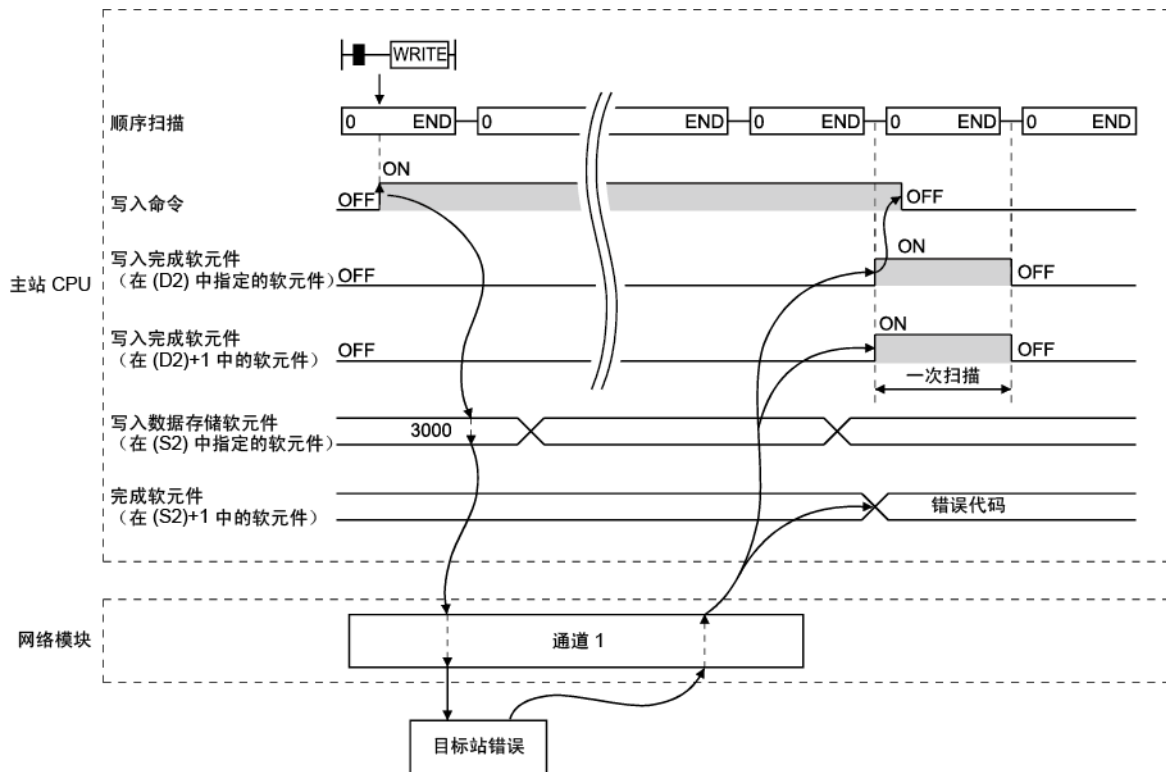 WRITE
顺序扫描
0 END 0 END 0 END 0 END 0 END
ON
写入命令 OFF OFF
写入完成软元件 ON
(在 (D2) 中指定的软元件) OFF OFF
主站 CPU
写入完成软元件 ON
(在 (D2)+1 中的软元件) OFF OFF
一次扫描
写入数据存储软元件 3000
(在 (S2) 中指定的软元件)
完成软元件 错误代码
(在 (S2)+1 中的软元件)
网络模块 通道 1
目标站错误